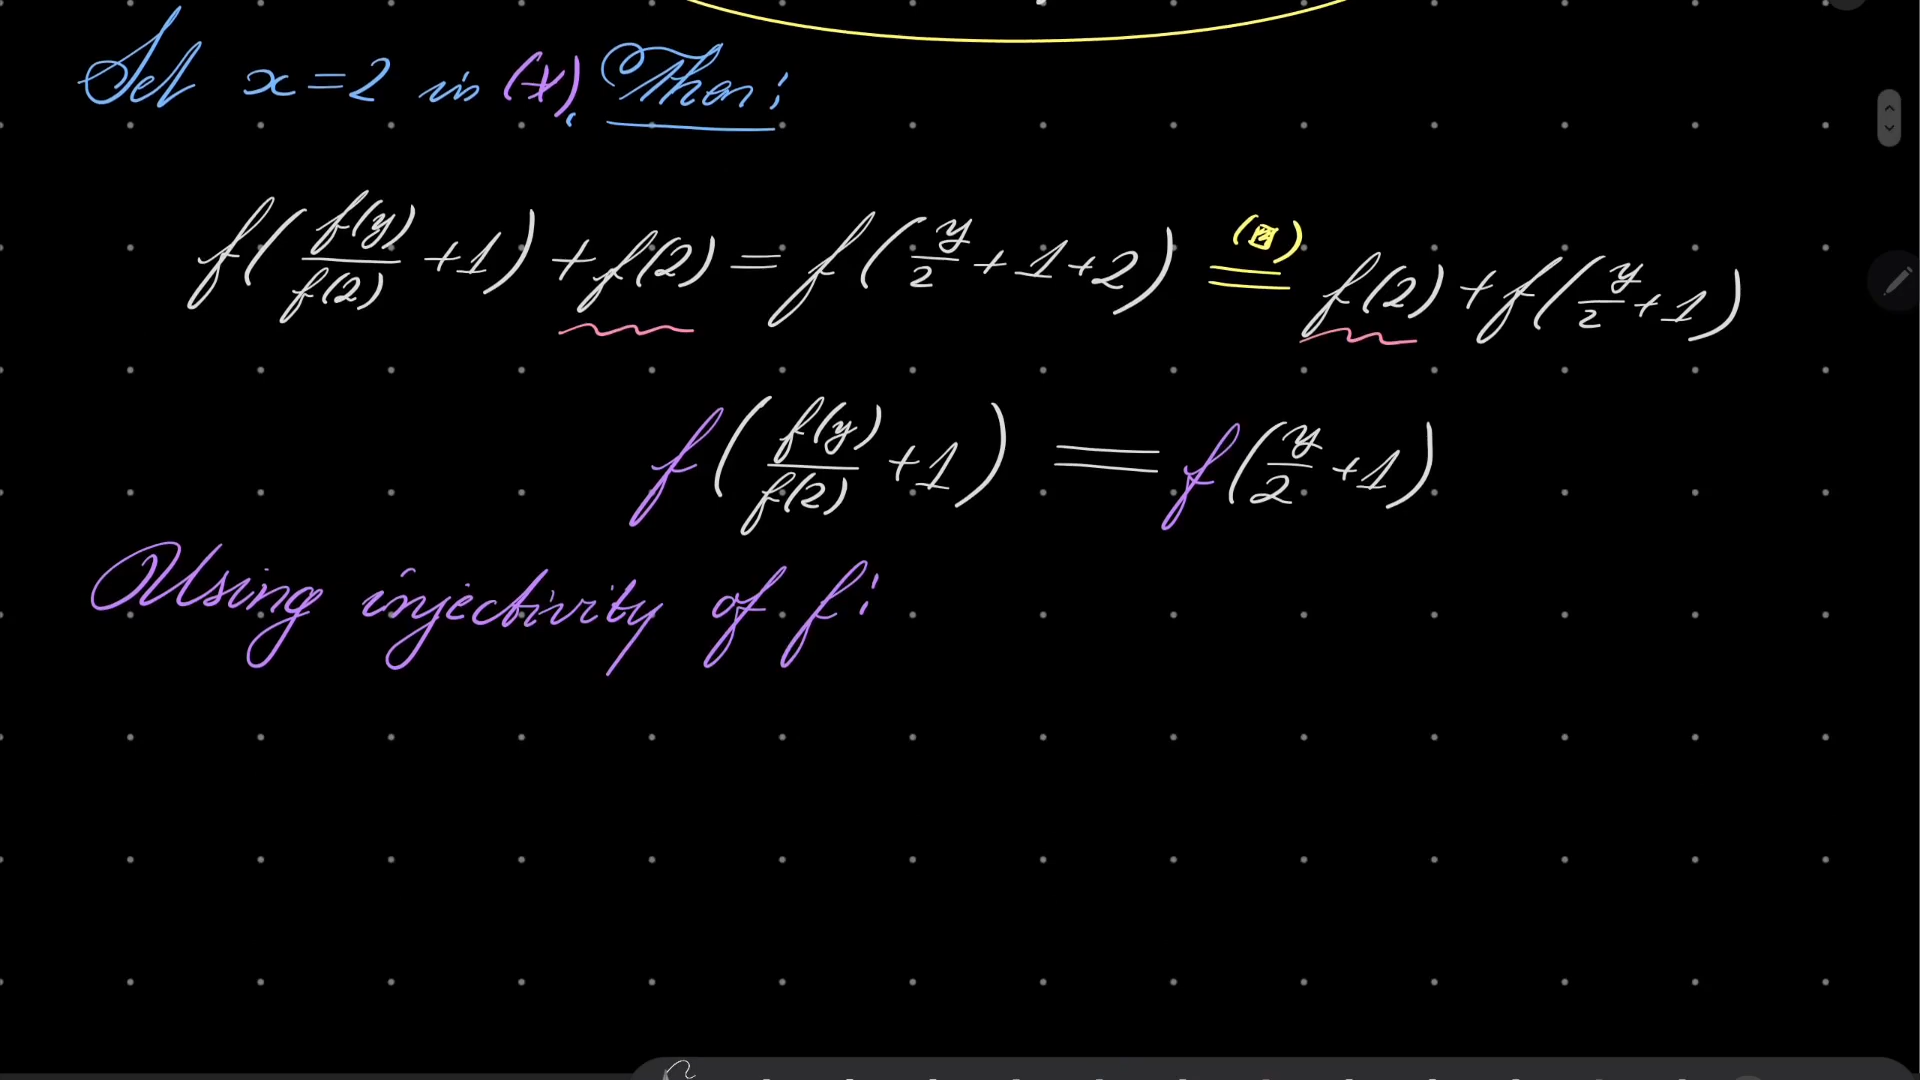 Set x=2 in (*). Then:
f(f(y)/f(2) +1) + f(2) = f(y/2 +1+2) = f(2) + f(y/2 +1)
f(f(y)/f(2) +1) = f(y/2 +1)
Using injectivity of f: